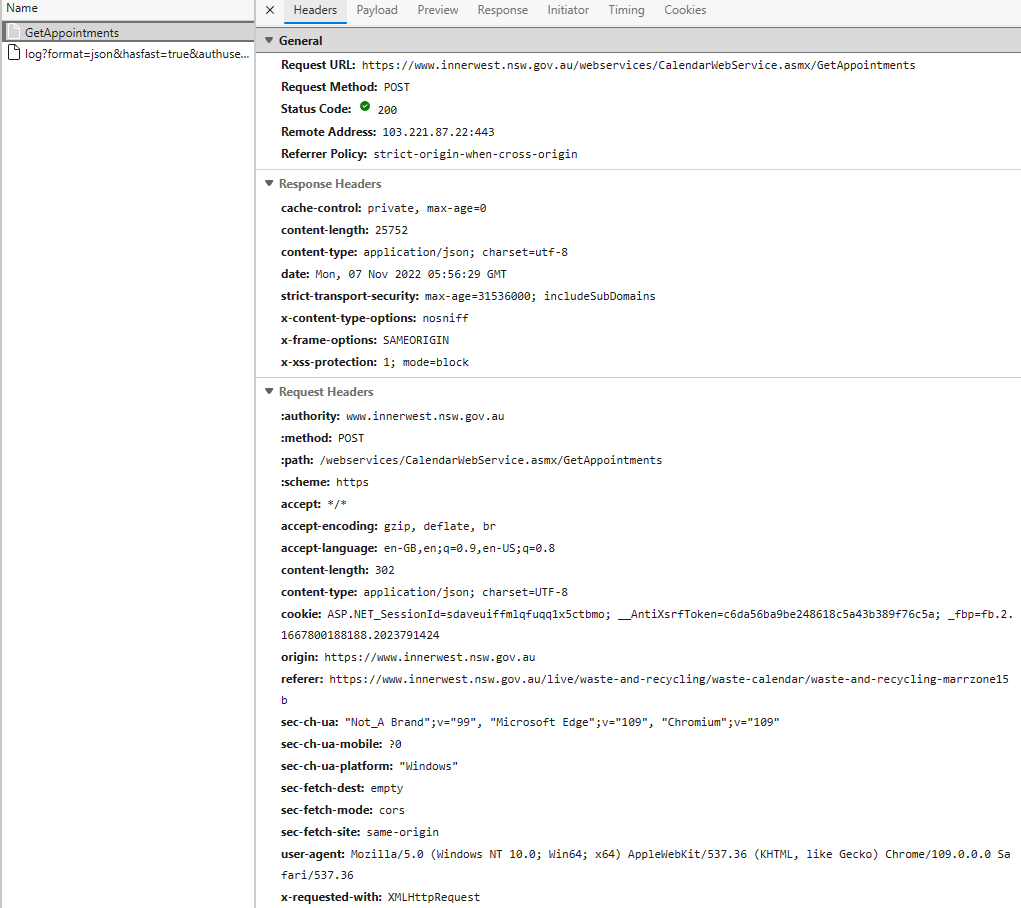 Name
GetAppointments
log?format=json&hasfast=true&authuse...
Headers Payload Preview Response Initiator Timing Cookies
General
Request URL: https://www.innerwest.nsw.gov.au/webservices/CalendarWebService.asmx/GetAppointments
Request Method: POST
Status Code: 200
Remote Address: 103.221.87.22:443
Referrer Policy: strict-origin-when-cross-origin
Response Headers
cache-control: private, max-age=0
content-length: 25752
content-type: application/json; charset=utf-8
date: Mon, 07 Nov 2022 05:56:29 GMT
strict-transport-security: max-age=31536000; includeSubDomains
x-content-type-options: nosniff
x-frame-options: SAMEORIGIN
x-xss-protection: 1; mode=block
Request Headers
:authority: www.innerwest.nsw.gov.au
:method: POST
:path: /webservices/CalendarWebService.asmx/GetAppointments
:scheme: https
accept: */*
accept-encoding: gzip, deflate, br
accept-language: en-GB,en;q=0.9,en-US;q=0.8
content-length: 302
content-type: application/json; charset=UTF-8
cookie: ASP.NET_SessionId=sdaveuiffmlqfuqq1x5ctbmo; __AntiXsrfToken=c6da56ba9be248618c5a43b389f76c5a; _fbp=fb.2.
1667800188188.2023791424
origin: https://www.innerwest.nsw.gov.au
referer: https://www.innerwest.nsw.gov.au/live/waste-and-recycling/waste-calendar/waste-and-recycling-marrzone15
b
sec-ch-ua: "Not_A Brand";v="99", "Microsoft Edge";v="109", "Chromium";v="109"
sec-ch-ua-mobile: ?0
sec-ch-ua-platform: "Windows"
sec-fetch-dest: empty
sec-fetch-mode: cors
sec-fetch-site: same-origin
user-agent: Mozilla/5.0 (Windows NT 10.0; Win64; x64) AppleWebKit/537.36 (KHTML, like Gecko) Chrome/109.0.0.0 Sa
fari/537.36
x-requested-with: XMLHttpRequest